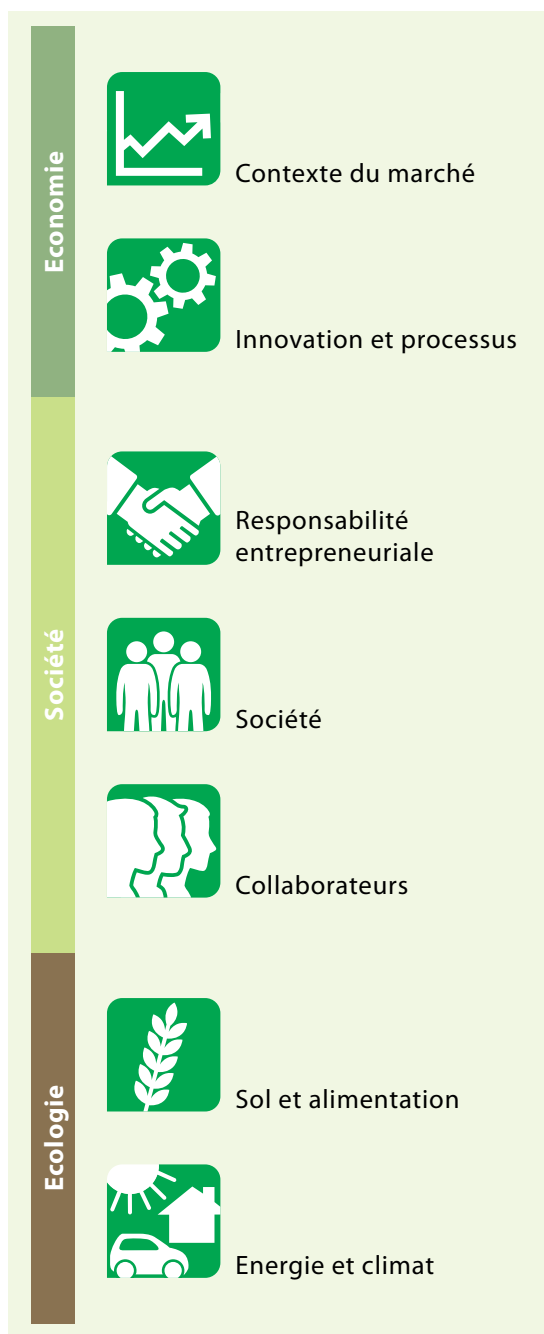 Economie
Contexte du marché
Innovation et processus
Société
Responsabilité
entrepreneuriale
Société
Collaborateurs
Ecologie
Sol et alimentation
Energie et climat